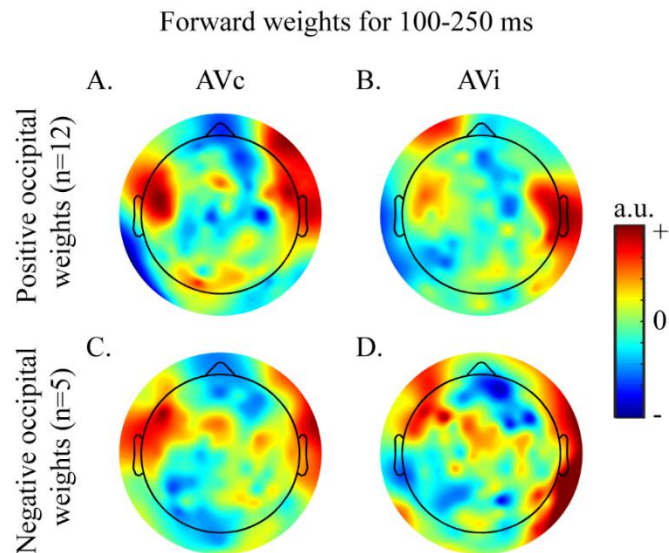 Forward weights for 100-250 ms
A. AVc B. AVi
Positive occipital
weights (n=12)
a.u.
+
0
-
C. D.
Negative occipital
weights (n=5)